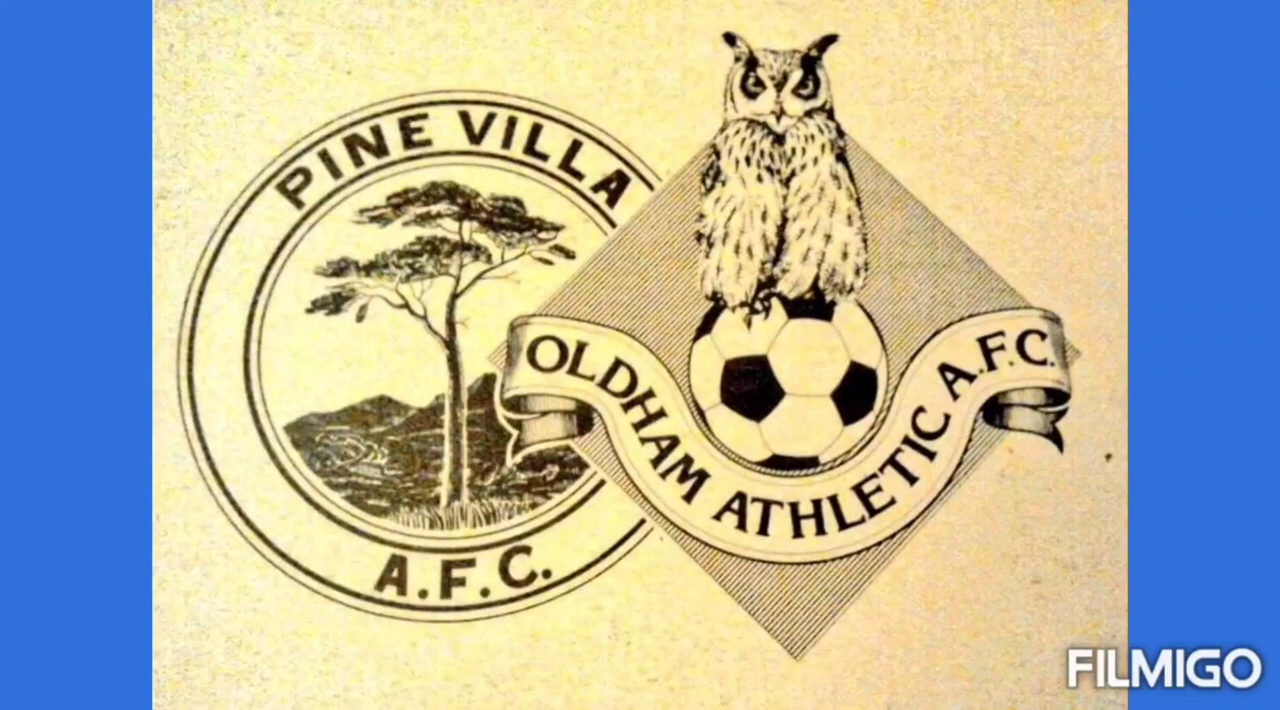 PINE VILLA
A.F.C.
OLDHAM ATHLETIC A.F.C.
FILMIGO